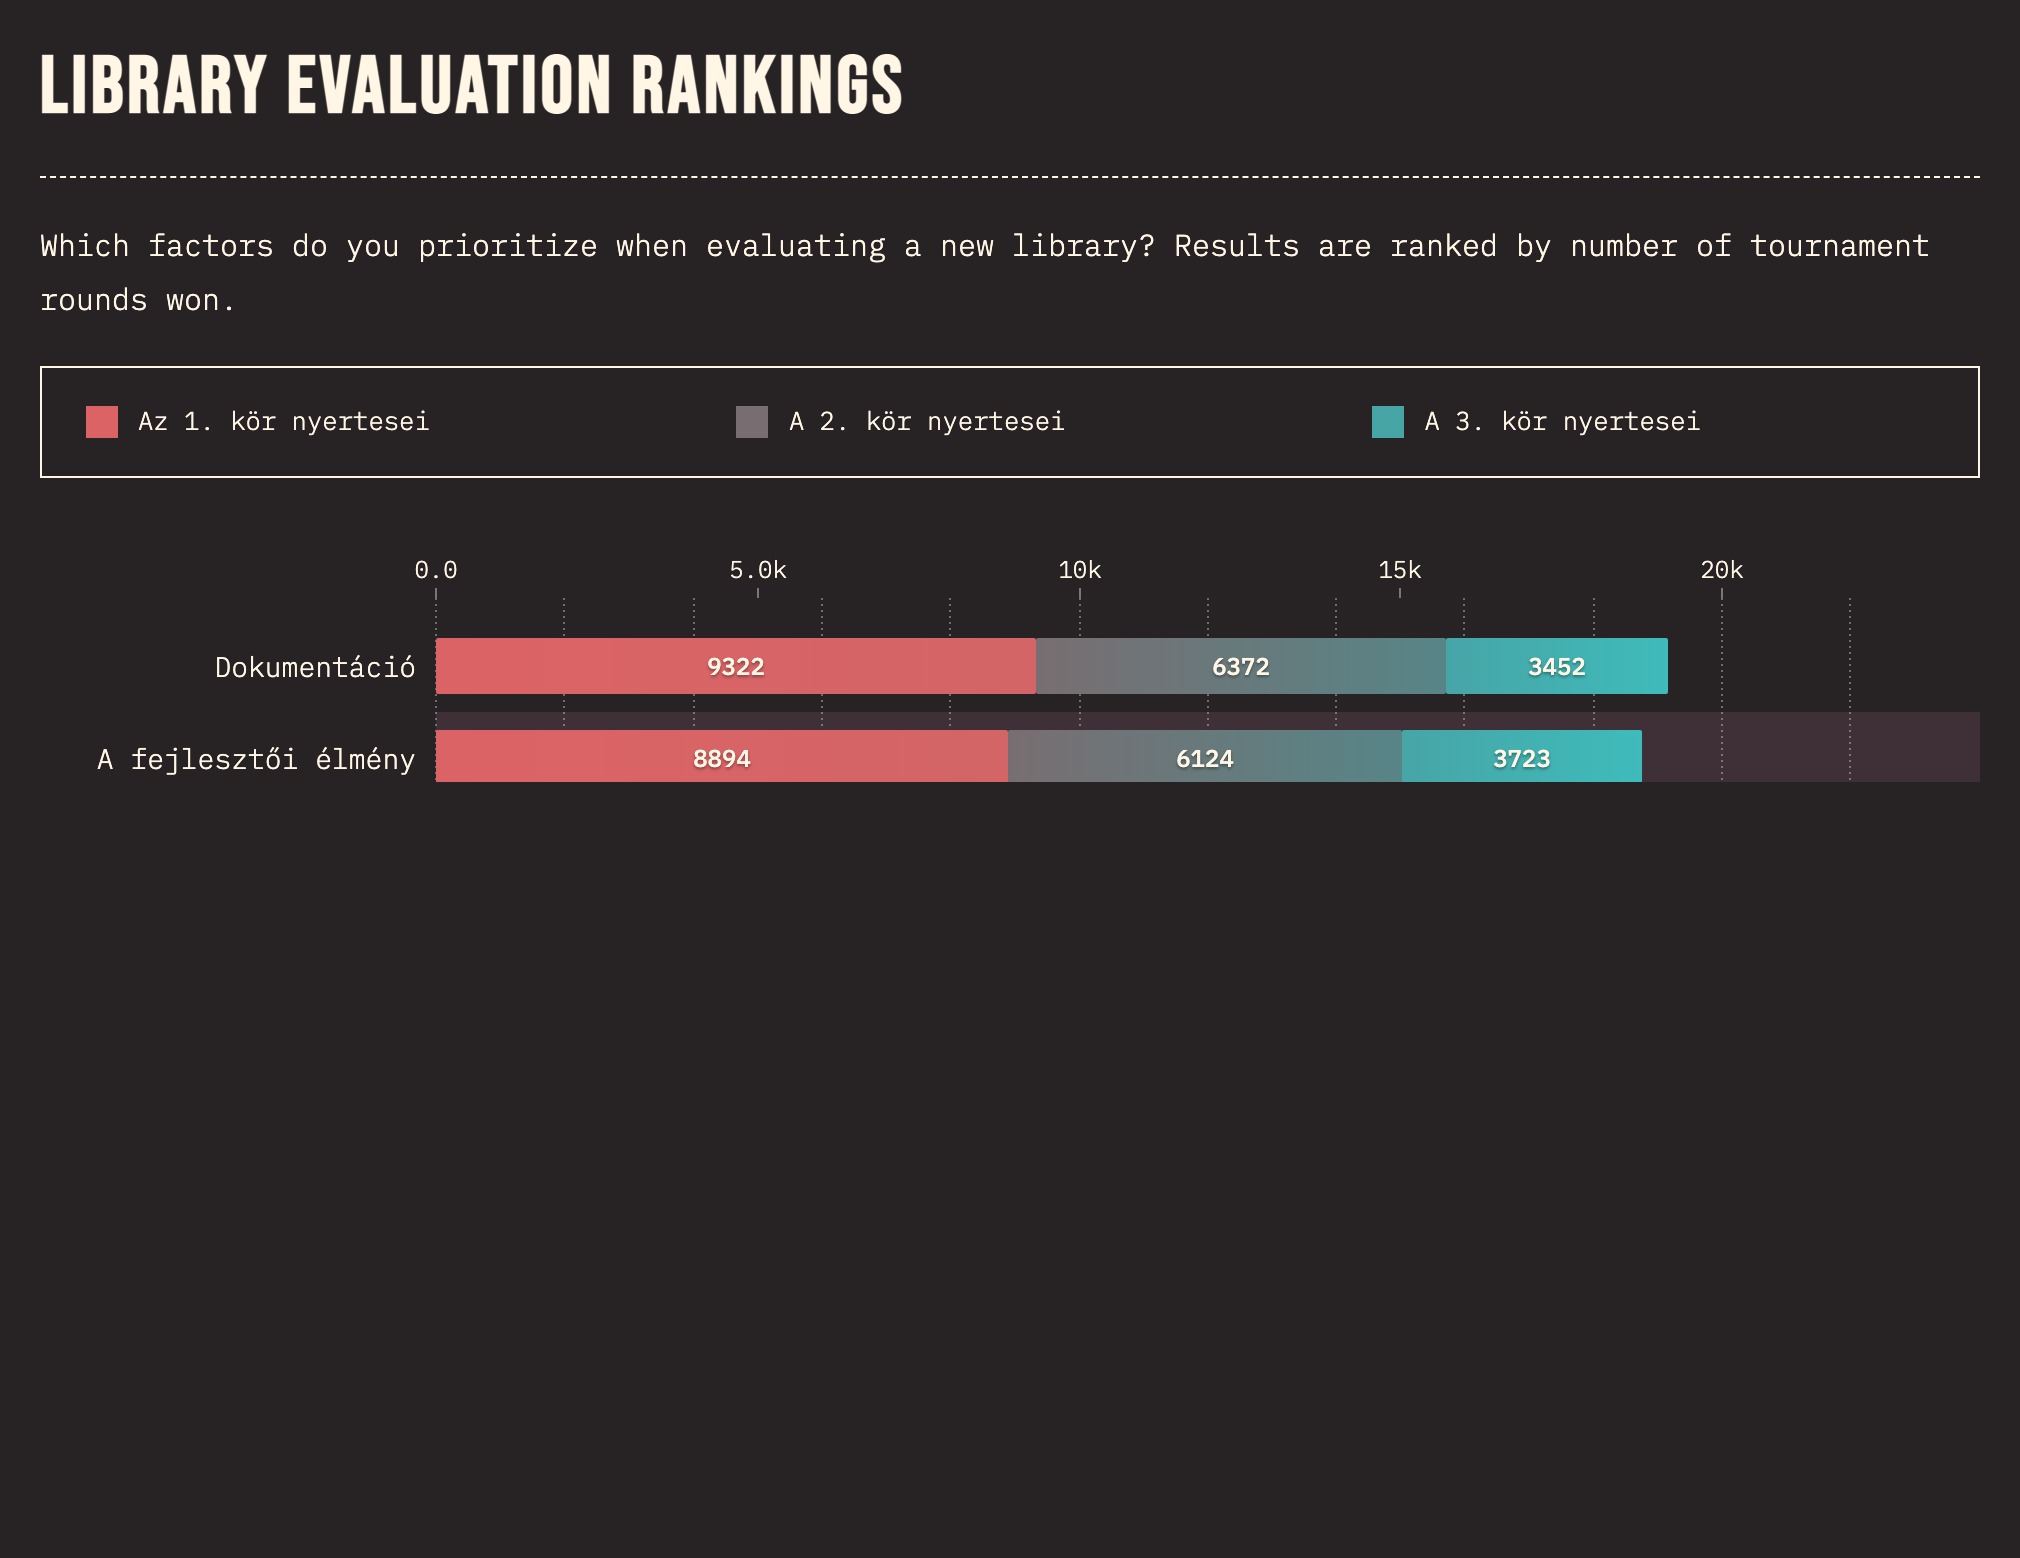 LIBRARY EVALUATION RANKINGS
Which factors do you prioritize when evaluating a new library? Results are ranked by number of tournament
rounds won.
Az 1. kör nyertesei A 2. kör nyertesei A 3. kör nyertesei
0.0 5.0k 10k 15k 20k
Dokumentáció 9322 6372 3452
A fejlesztői élmény 8894 6124 3723